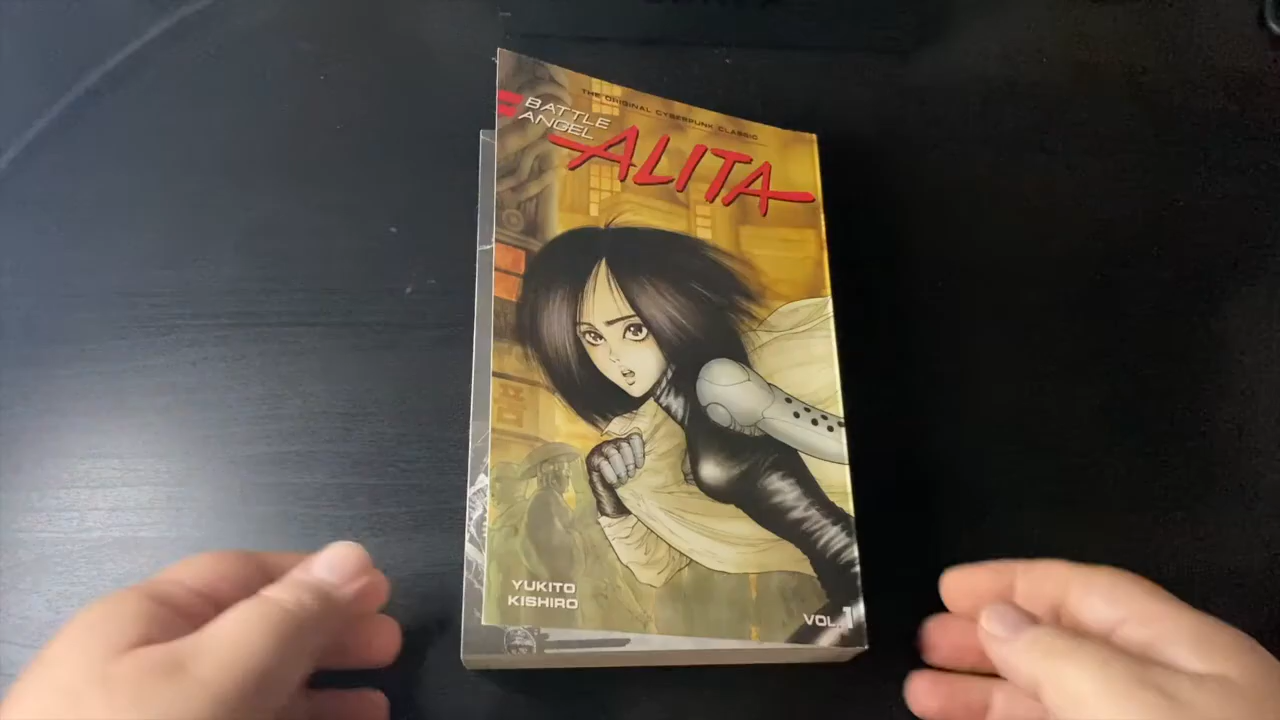 THE ORIGINAL CYBERPUNK CLASSIC
BATTLE
ANGEL
ALITA
YUKITO
KISHIRO
VOL.1